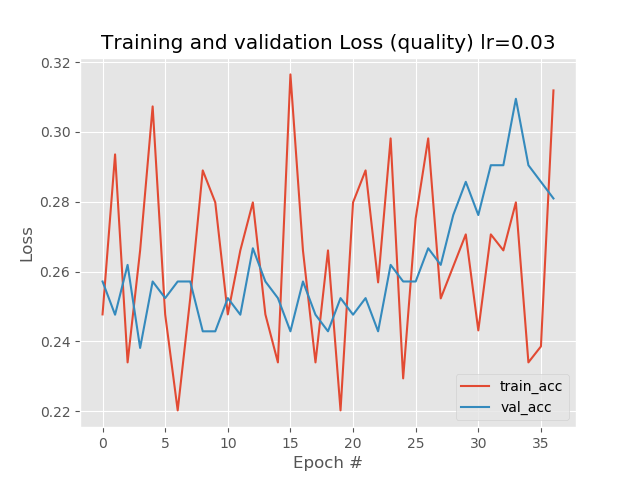 Training and validation Loss (quality) lr=0.03
0.32
0.30
0.28
0.26
0.24
0.22
Loss
train_acc
val_acc
0 5 10 15 20 25 30 35
Epoch #